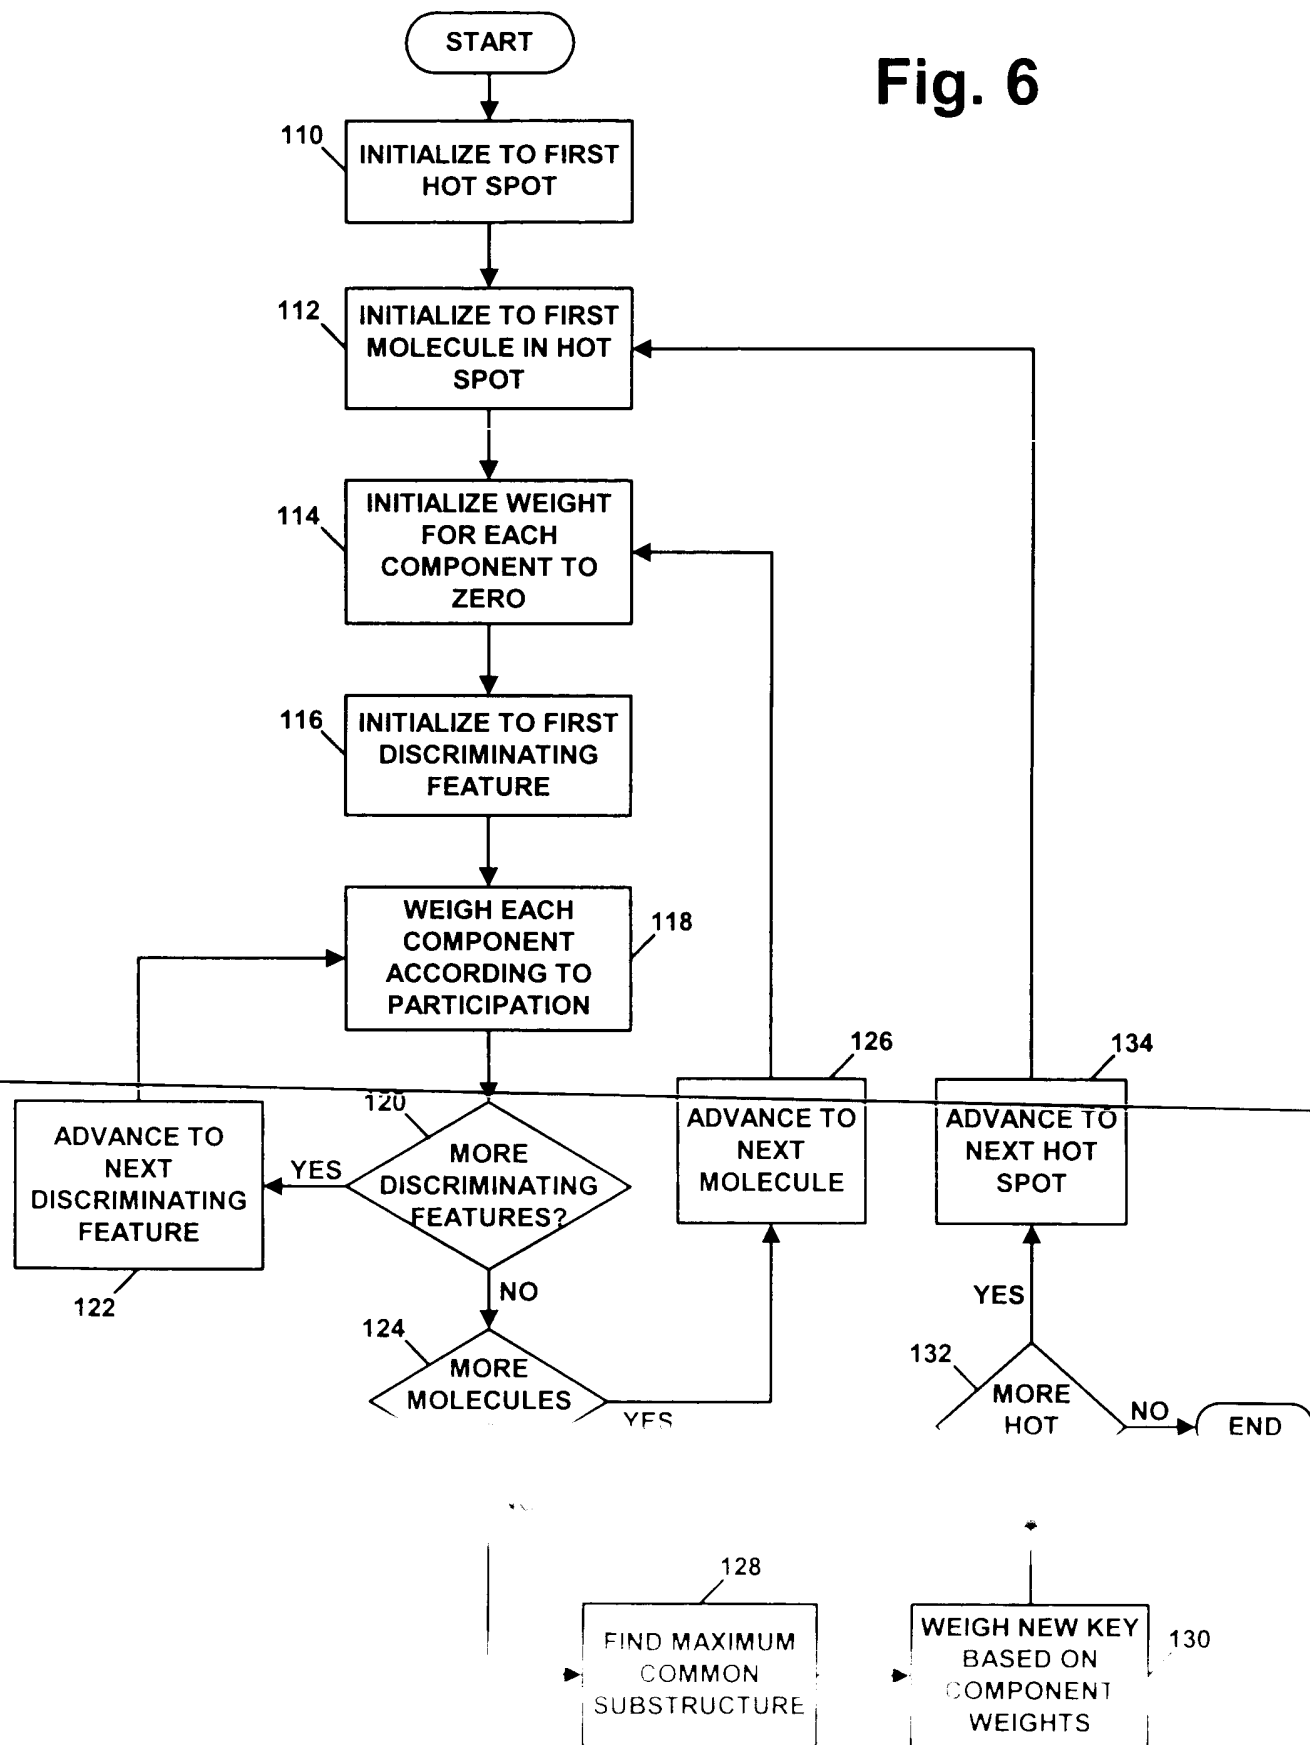 START
Fig. 6
110
INITIALIZE TO FIRST
HOT SPOT
112
INITIALIZE TO FIRST
MOLECULE IN HOT
SPOT
114
INITIALIZE WEIGHT
FOR EACH
COMPONENT TO
ZERO
116
INITIALIZE TO FIRST
DISCRIMINATING
FEATURE
WEIGH EACH
COMPONENT
ACCORDING TO
PARTICIPATION
118
120
MORE
DISCRIMINATING
FEATURES?
YES
ADVANCE TO
NEXT
DISCRIMINATING
FEATURE
122
NO
124
MORE
MOLECULES
YES
126
ADVANCE TO
NEXT
MOLECULE
134
ADVANCE TO
NEXT HOT
SPOT
YES
132
MORE
HOT
NO
END
128
FIND MAXIMUM
COMMON
SUBSTRUCTURE
WEIGH NEW KEY
BASED ON
COMPONENT
WEIGHTS
130